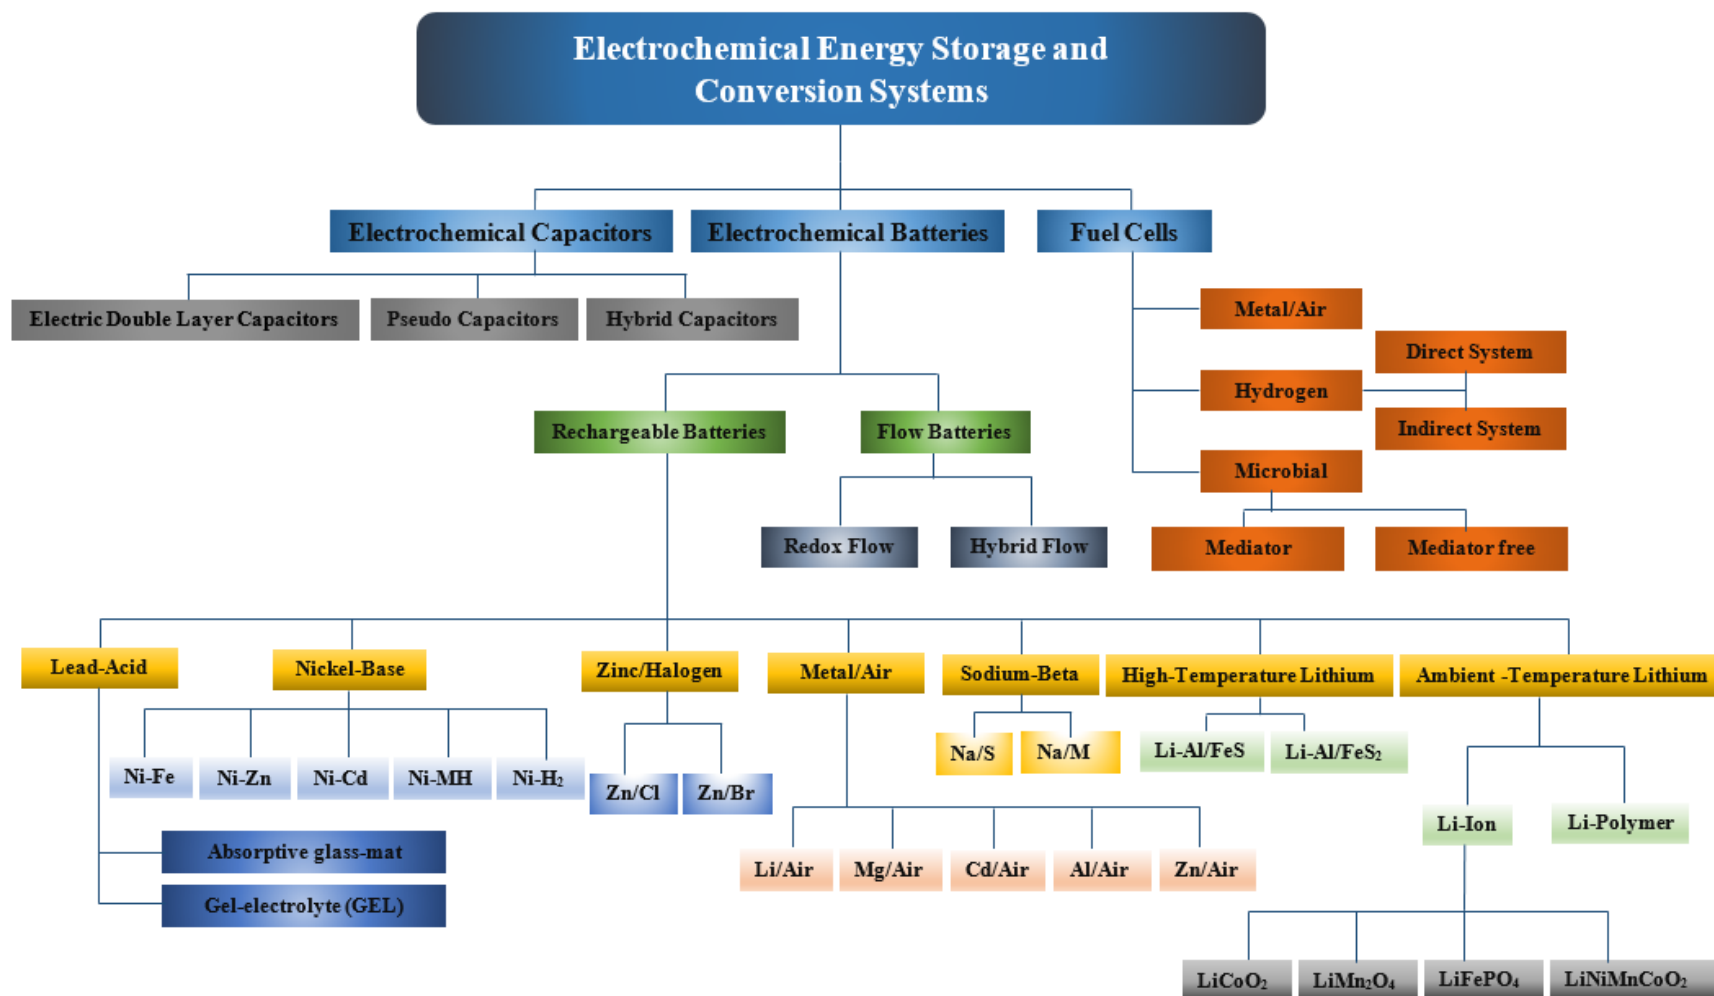 Electrochemical Energy Storage and
Conversion Systems
Electrochemical Capacitors
Electrochemical Batteries
Fuel Cells
Electric Double Layer Capacitors
Pseudo Capacitors
Hybrid Capacitors
Metal/Air
Direct System
Hydrogen
Indirect System
Microbial
Mediator
Mediator free
Rechargeable Batteries
Flow Batteries
Redox Flow
Hybrid Flow
Lead-Acid
Nickel-Base
Zinc/Halogen
Metal/Air
Sodium-Beta
High-Temperature Lithium
Ambient -Temperature Lithium
Ni-Fe
Ni-Zn
Ni-Cd
Ni-MH
Ni-H₂
Zn/Cl
Zn/Br
Na/S
Na/M
Li-Al/FeS
Li-Al/FeS₂
Li-Ion
Li-Polymer
Absorptive glass-mat
Gel-electrolyte (GEL)
Li/Air
Mg/Air
Cd/Air
Al/Air
Zn/Air
LiCoO₂
LiMn₂O₄
LiFePO₄
LiNiMnCoO₂